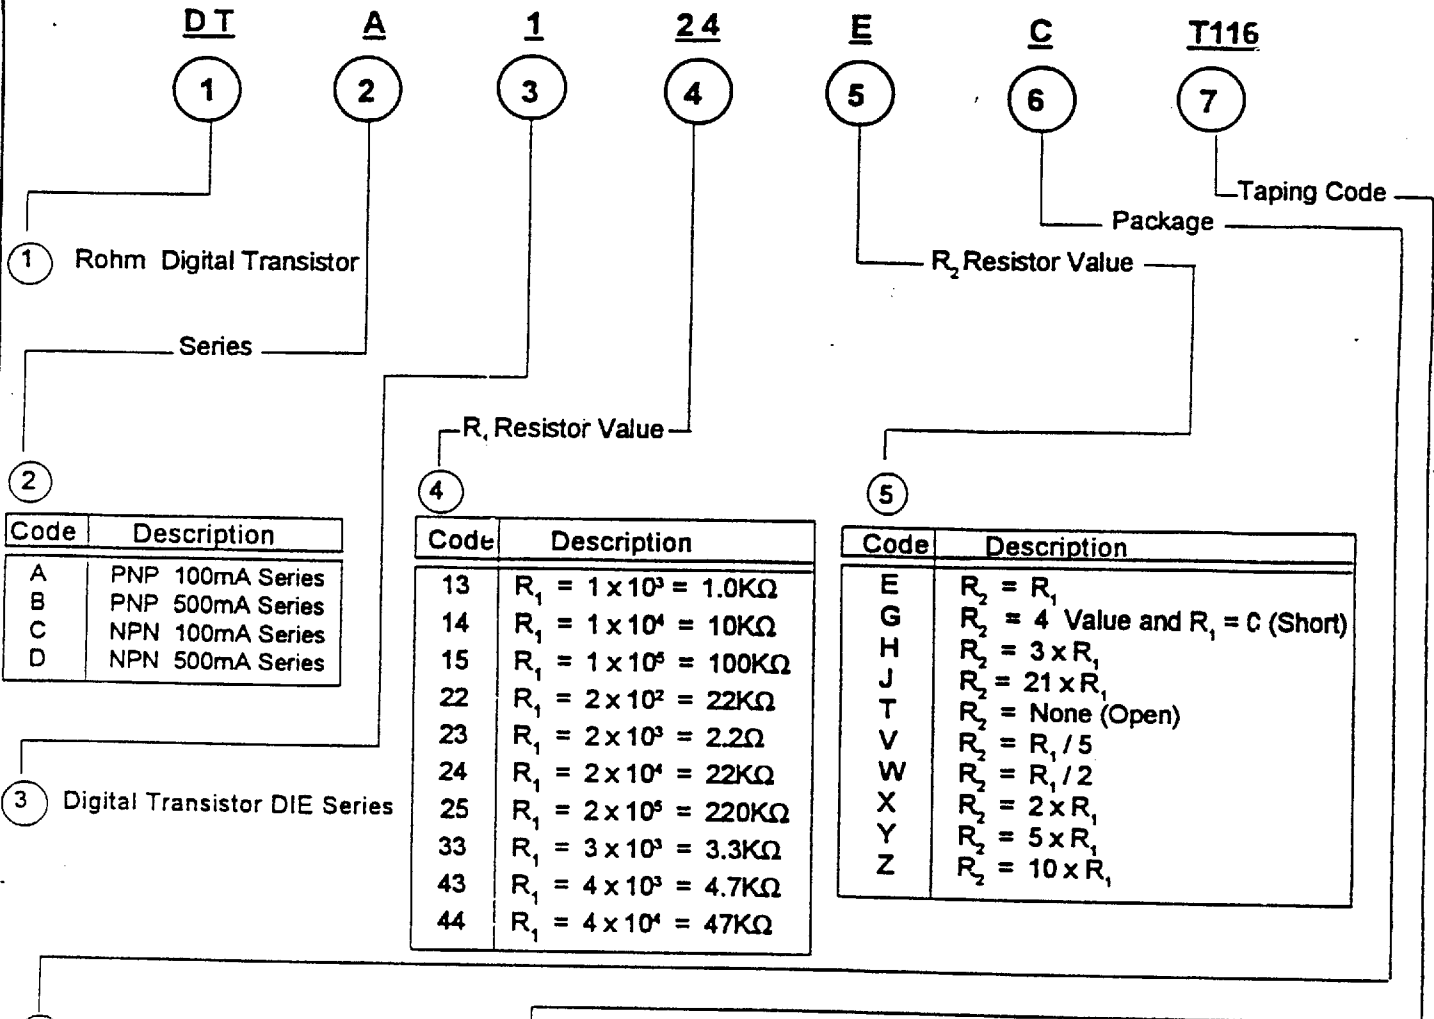 DT A 1 24 E C T116
1 2 3 4 5 6 7
Taping Code
Package
1 Rohm Digital Transistor
R₂ Resistor Value
Series
R₁ Resistor Value
2
4
5
Code Description
A PNP 100mA Series
B PNP 500mA Series
C NPN 100mA Series
D NPN 500mA Series
Code Description
13 R₁ = 1 x 10³ = 1.0KΩ
14 R₁ = 1 x 10⁴ = 10KΩ
15 R₁ = 1 x 10⁵ = 100KΩ
22 R₁ = 2 x 10² = 22KΩ
23 R₁ = 2 x 10³ = 2.2Ω
24 R₁ = 2 x 10⁴ = 22KΩ
25 R₁ = 2 x 10⁵ = 220KΩ
33 R₁ = 3 x 10³ = 3.3KΩ
43 R₁ = 4 x 10³ = 4.7KΩ
44 R₁ = 4 x 10⁴ = 47KΩ
Code Description
E R₂ = R₁
G R₂ = 4 Value and R₁ = C (Short)
H R₂ = 3 x R₁
J R₂ = 21 x R₁
T R₂ = None (Open)
V R₂ = R₁ / 5
W R₂ = R₁ / 2
X R₂ = 2 x R₁
Y R₂ = 5 x R₁
Z R₂ = 10 x R₁
3 Digital Transistor DIE Series